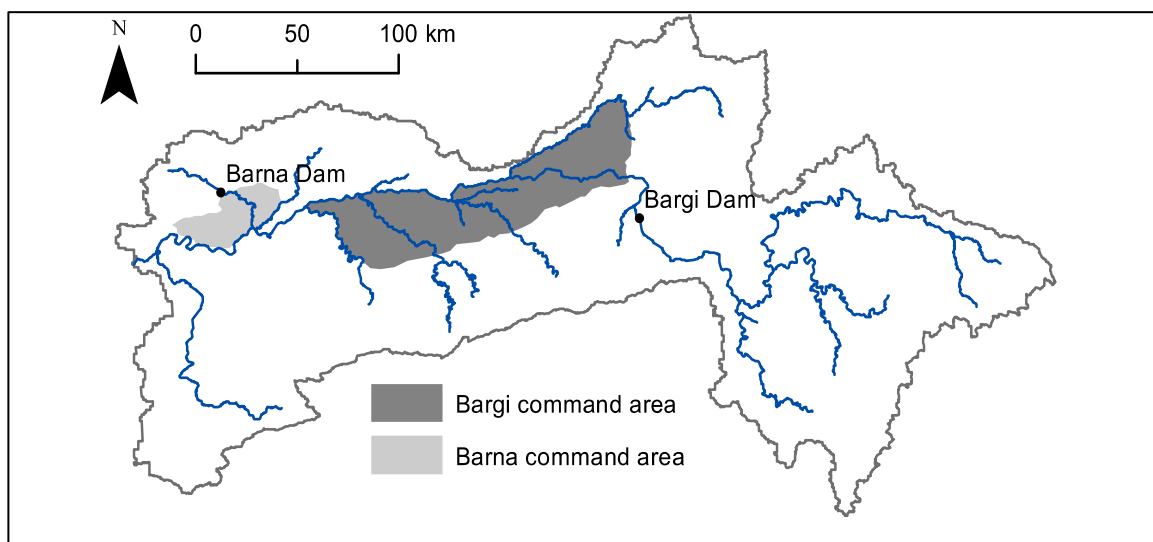 N
0 50 100 km
Barna Dam
Bargi Dam
Bargi command area
Barna command area